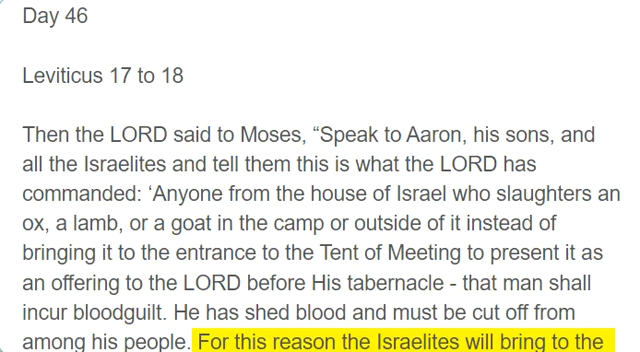 Day 46
Leviticus 17 to 18
Then the LORD said to Moses, “Speak to Aaron, his sons, and
all the Israelites and tell them this is what the LORD has
commanded: ‘Anyone from the house of Israel who slaughters an
ox, a lamb, or a goat in the camp or outside of it instead of
bringing it to the entrance to the Tent of Meeting to present it as
an offering to the LORD before His tabernacle - that man shall
incur bloodguilt. He has shed blood and must be cut off from
among his people. For this reason the Israelites will bring to the